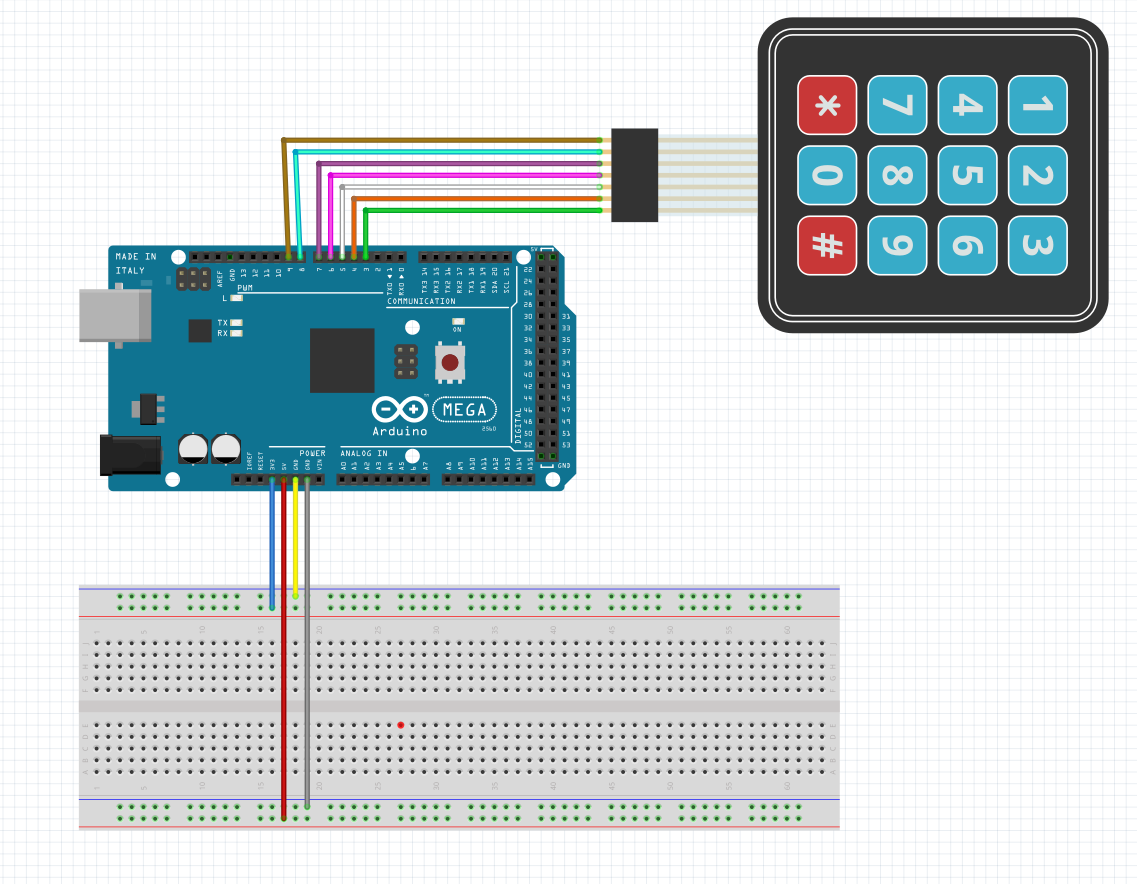 * 7 4 1
0 8 5 2
# 9 6 3
MADE IN
ITALY
AREF
GND
13
12
11
10
9
8
7
6
5
4
3
2
TX0 ◀ 1
RX0 ▶ 0
TX3 14
RX3 15
TX2 16
RX2 17
TX1 18
RX1 19
SDA 20
SCL 21
PWM
COMMUNICATION
L
TX
RX
ON
5V
22
24
26
28
30 31
32 33
34 35
36 37
38 39
40 41
42 43
44 45
46 47
48 49
50 51
52 53
GND
DIGITAL
MEGA
2560
Arduino
POWER
ANALOG IN
IOREF
RESET
3V3
5V
GND
GND
VIN
A0
A1
A2
A3
A4
A5
6
A7
A8
A9
A10
A11
A12
A13
A14
A15
1 5 10 15 20 25 30 35 40 45 50 55 60
J J
I I
H H
G G
F F
E E
D D
C C
B B
A A
1 5 10 15 20 25 30 35 40 45 50 55 60